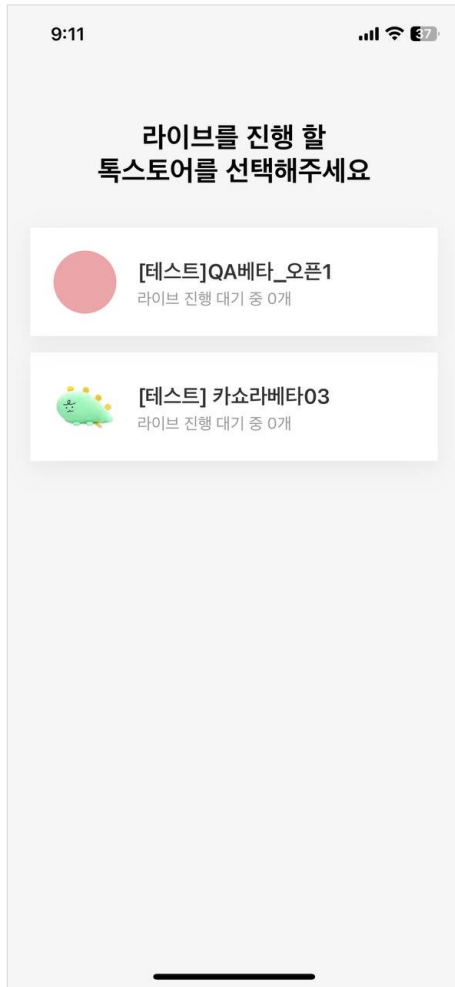 9:11
37
라이브를 진행 할
톡스토어를 선택해주세요
[테스트]QA베타_오픈1
라이브 진행 대기 중 0개
[테스트] 카쇼라베타03
라이브 진행 대기 중 0개